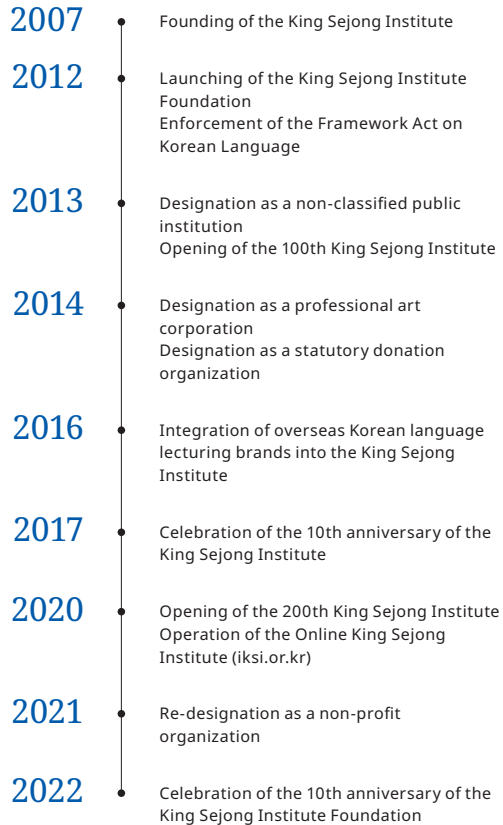 2007
Founding of the King Sejong Institute
2012
Launching of the King Sejong Institute
Foundation
Enforcement of the Framework Act on
Korean Language
2013
Designation as a non-classified public
institution
Opening of the 100th King Sejong Institute
2014
Designation as a professional art
corporation
Designation as a statutory donation
organization
2016
Integration of overseas Korean language
lecturing brands into the King Sejong
Institute
2017
Celebration of the 10th anniversary of the
King Sejong Institute
2020
Opening of the 200th King Sejong Institute
Operation of the Online King Sejong
Institute (iksi.or.kr)
2021
Re-designation as a non-profit
organization
2022
Celebration of the 10th anniversary of the
King Sejong Institute Foundation